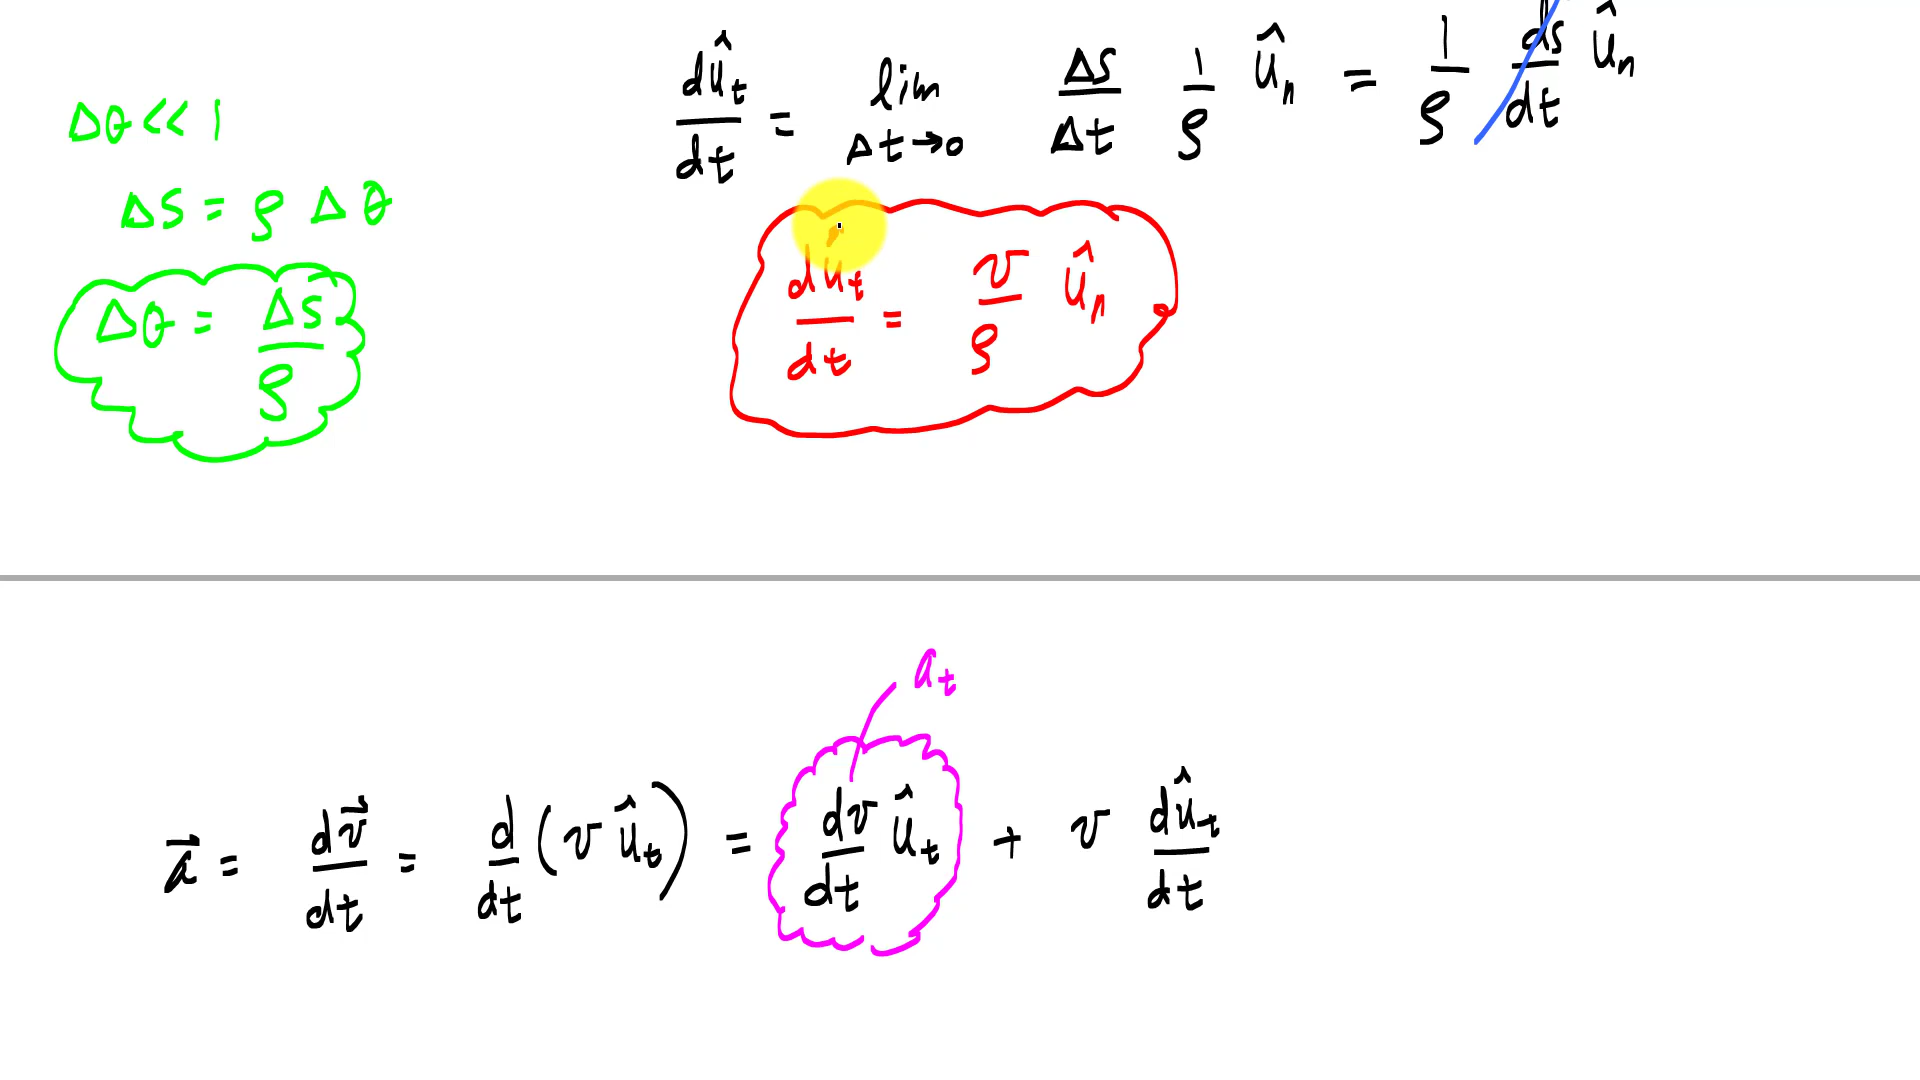 Δθ << 1
ΔS = ρ Δθ
Δθ = ΔS/ρ
dû_t/dt = lim Δt→0 ΔS/Δt 1/ρ û_n = 1/ρ ds/dt û_n
dû_t/dt = v/ρ û_n
a_t
a⃗ = dv⃗/dt = d/dt (v û_t) = dv/dt û_t + v dû_t/dt